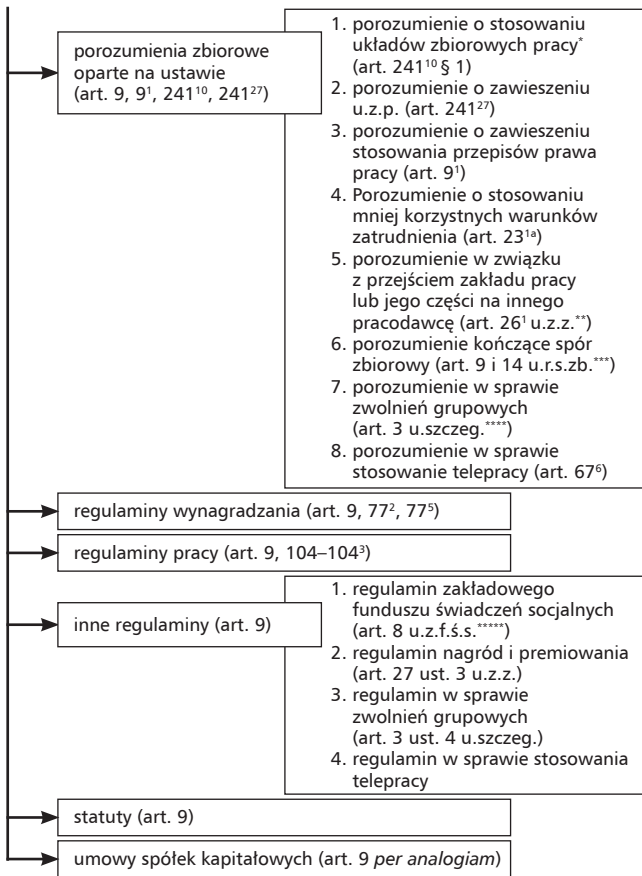 porozumienia zbiorowe
oparte na ustawie
(art. 9, 9¹, 241¹⁰, 241²⁷)
1. porozumienie o stosowaniu
układów zbiorowych pracy*
(art. 241¹⁰ § 1)
2. porozumienie o zawieszeniu
u.z.p. (art. 241²⁷)
3. porozumienie o zawieszeniu
stosowania przepisów prawa
pracy (art. 9¹)
4. Porozumienie o stosowaniu
mniej korzystnych warunków
zatrudnienia (art. 23¹ᵃ)
5. porozumienie w związku
z przejściem zakładu pracy
lub jego części na innego
pracodawcę (art. 26¹ u.z.z.**)
6. porozumienie kończące spór
zbiorowy (art. 9 i 14 u.r.s.zb.***)
7. porozumienie w sprawie
zwolnień grupowych
(art. 3 u.szczeg.****)
8. porozumienie w sprawie
stosowanie telepracy (art. 67⁶)
regulaminy wynagradzania (art. 9, 77², 77⁵)
regulaminy pracy (art. 9, 104–104³)
inne regulaminy (art. 9)
1. regulamin zakładowego
funduszu świadczeń socjalnych
(art. 8 u.z.f.ś.s.*****)
2. regulamin nagród i premiowania
(art. 27 ust. 3 u.z.z.)
3. regulamin w sprawie
zwolnień grupowych
(art. 3 ust. 4 u.szczeg.)
4. regulamin w sprawie stosowania
telepracy
statuty (art. 9)
umowy spółek kapitałowych (art. 9 per analogiam)